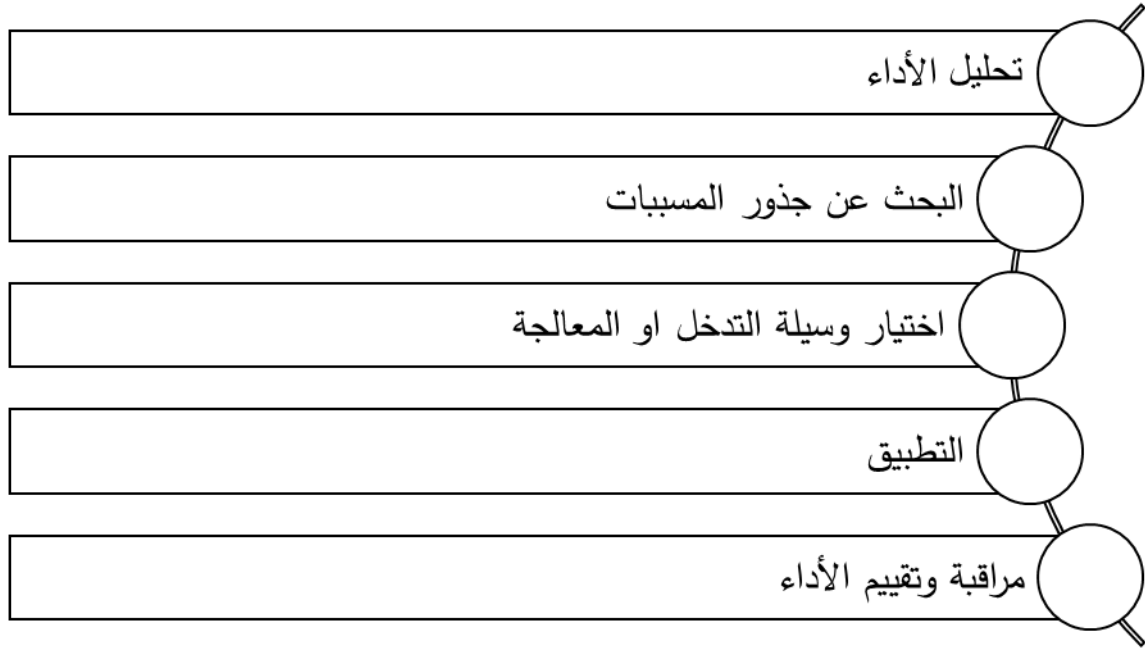 تحليل الأداء
البحث عن جذور المسببات
اختيار وسيلة التدخل او المعالجة
التطبيق
مراقبة وتقييم الأداء